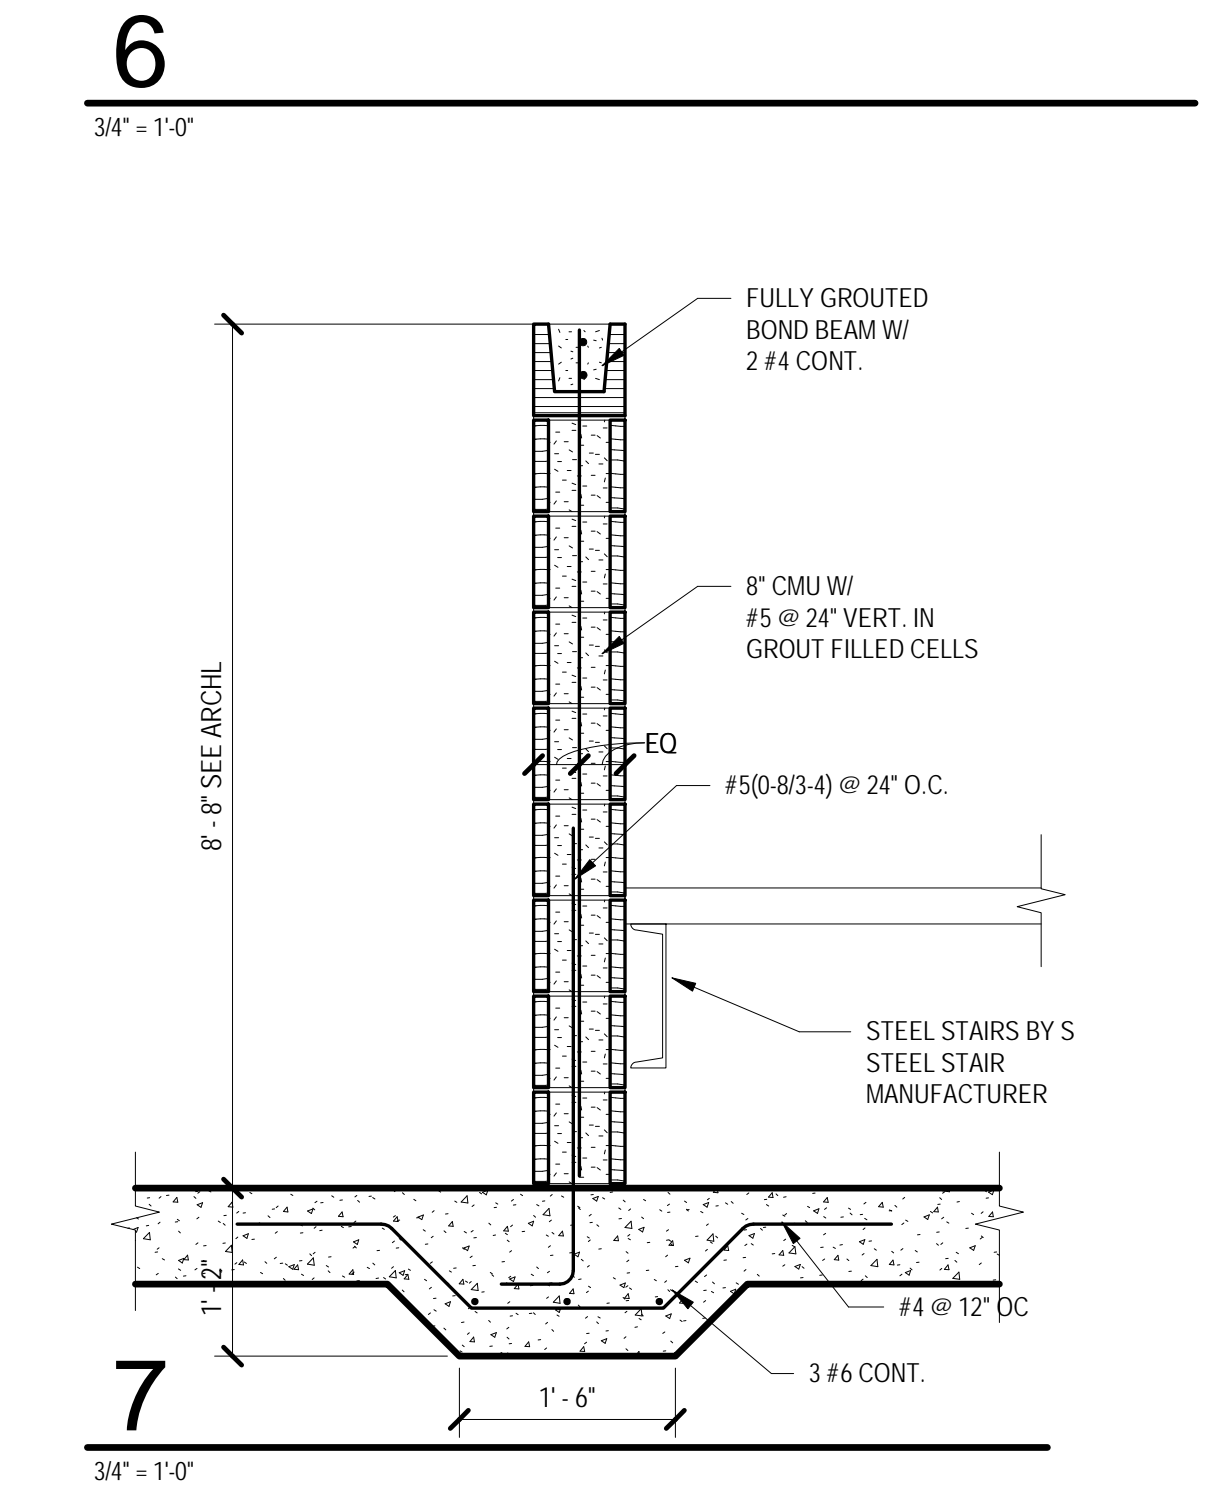 6
3/4" = 1'-0"
FULLY GROUTED
BOND BEAM W/
2 #4 CONT.
8" CMU W/
#5 @ 24" VERT. IN
GROUT FILLED CELLS
8' - 8" SEE ARCHL
EQ
#5(0-8/3-4) @ 24" O.C.
STEEL STAIRS BY S
STEEL STAIR
MANUFACTURER
1' - 2"
#4 @ 12" OC
3 #6 CONT.
1' - 6"
7
3/4" = 1'-0"